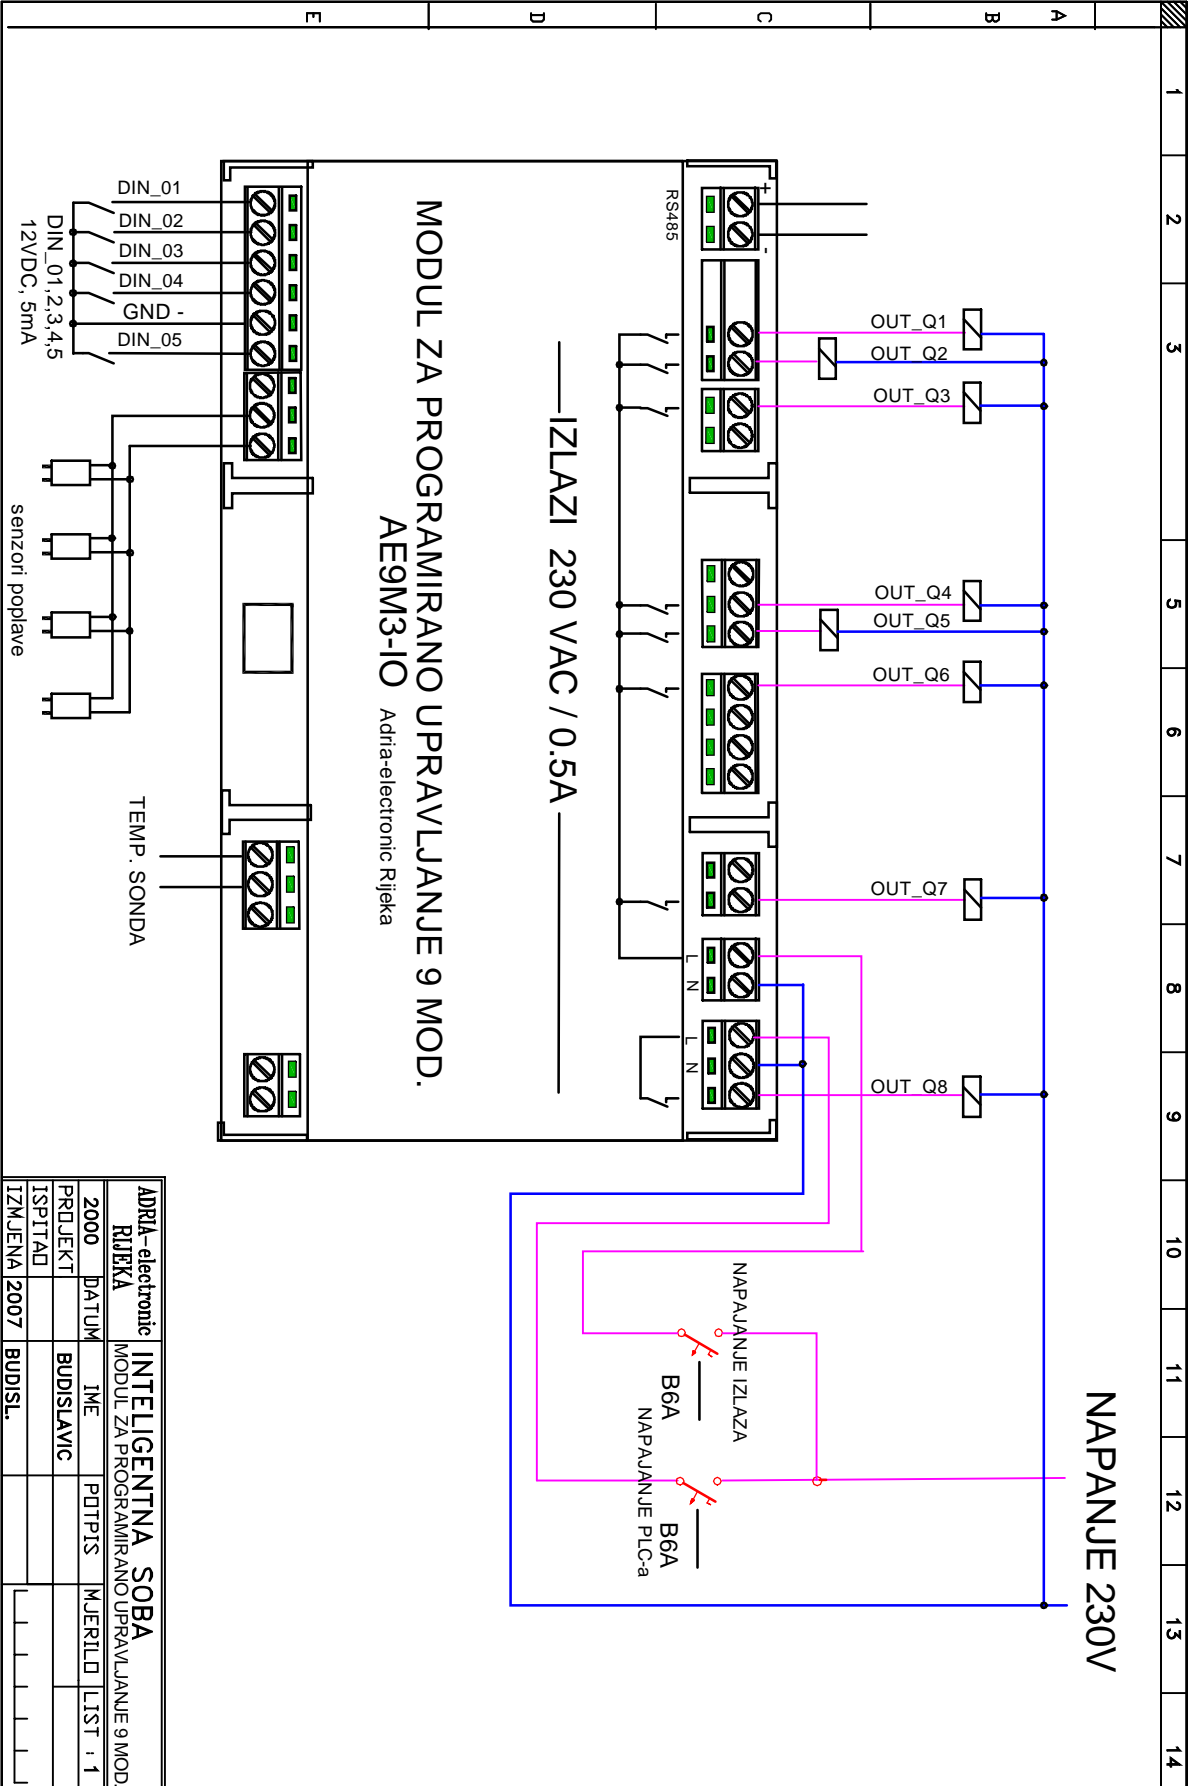 E D C B A
1 2 3 5 6 7 8 9 10 11 12 13 14
NAPANJE 230V
OUT_Q1
OUT_Q2
OUT_Q3
OUT_Q4
OUT_Q5
OUT_Q6
OUT_Q7
OUT_Q8
+
-
RS485
L
N
L
N
IZLAZI 230 VAC / 0.5A
MODUL ZA PROGRAMIRANO UPRAVLJANJE 9 MOD.
AE9M3-IO Adria-electronic Rijeka
NAPAJANJE IZLAZA
B6A
B6A
NAPAJANJE PLC-a
DIN_01
DIN_02
DIN_03
DIN_04
GND -
DIN_05
DIN_01,2,3,4,5
12VDC, 5mA
senzori poplave
TEMP. SONDA
ADRIA-electronic
RIJEKA
INTELIGENTNA SOBA
MODUL ZA PROGRAMIRANO UPRAVLJANJE 9 MOD.
2000 DATUM IME POTPIS MJERILO LIST : 1
PROJEKT BUDISLAVIC
ISPITAO
IZMJENA 2007 BUDISL.